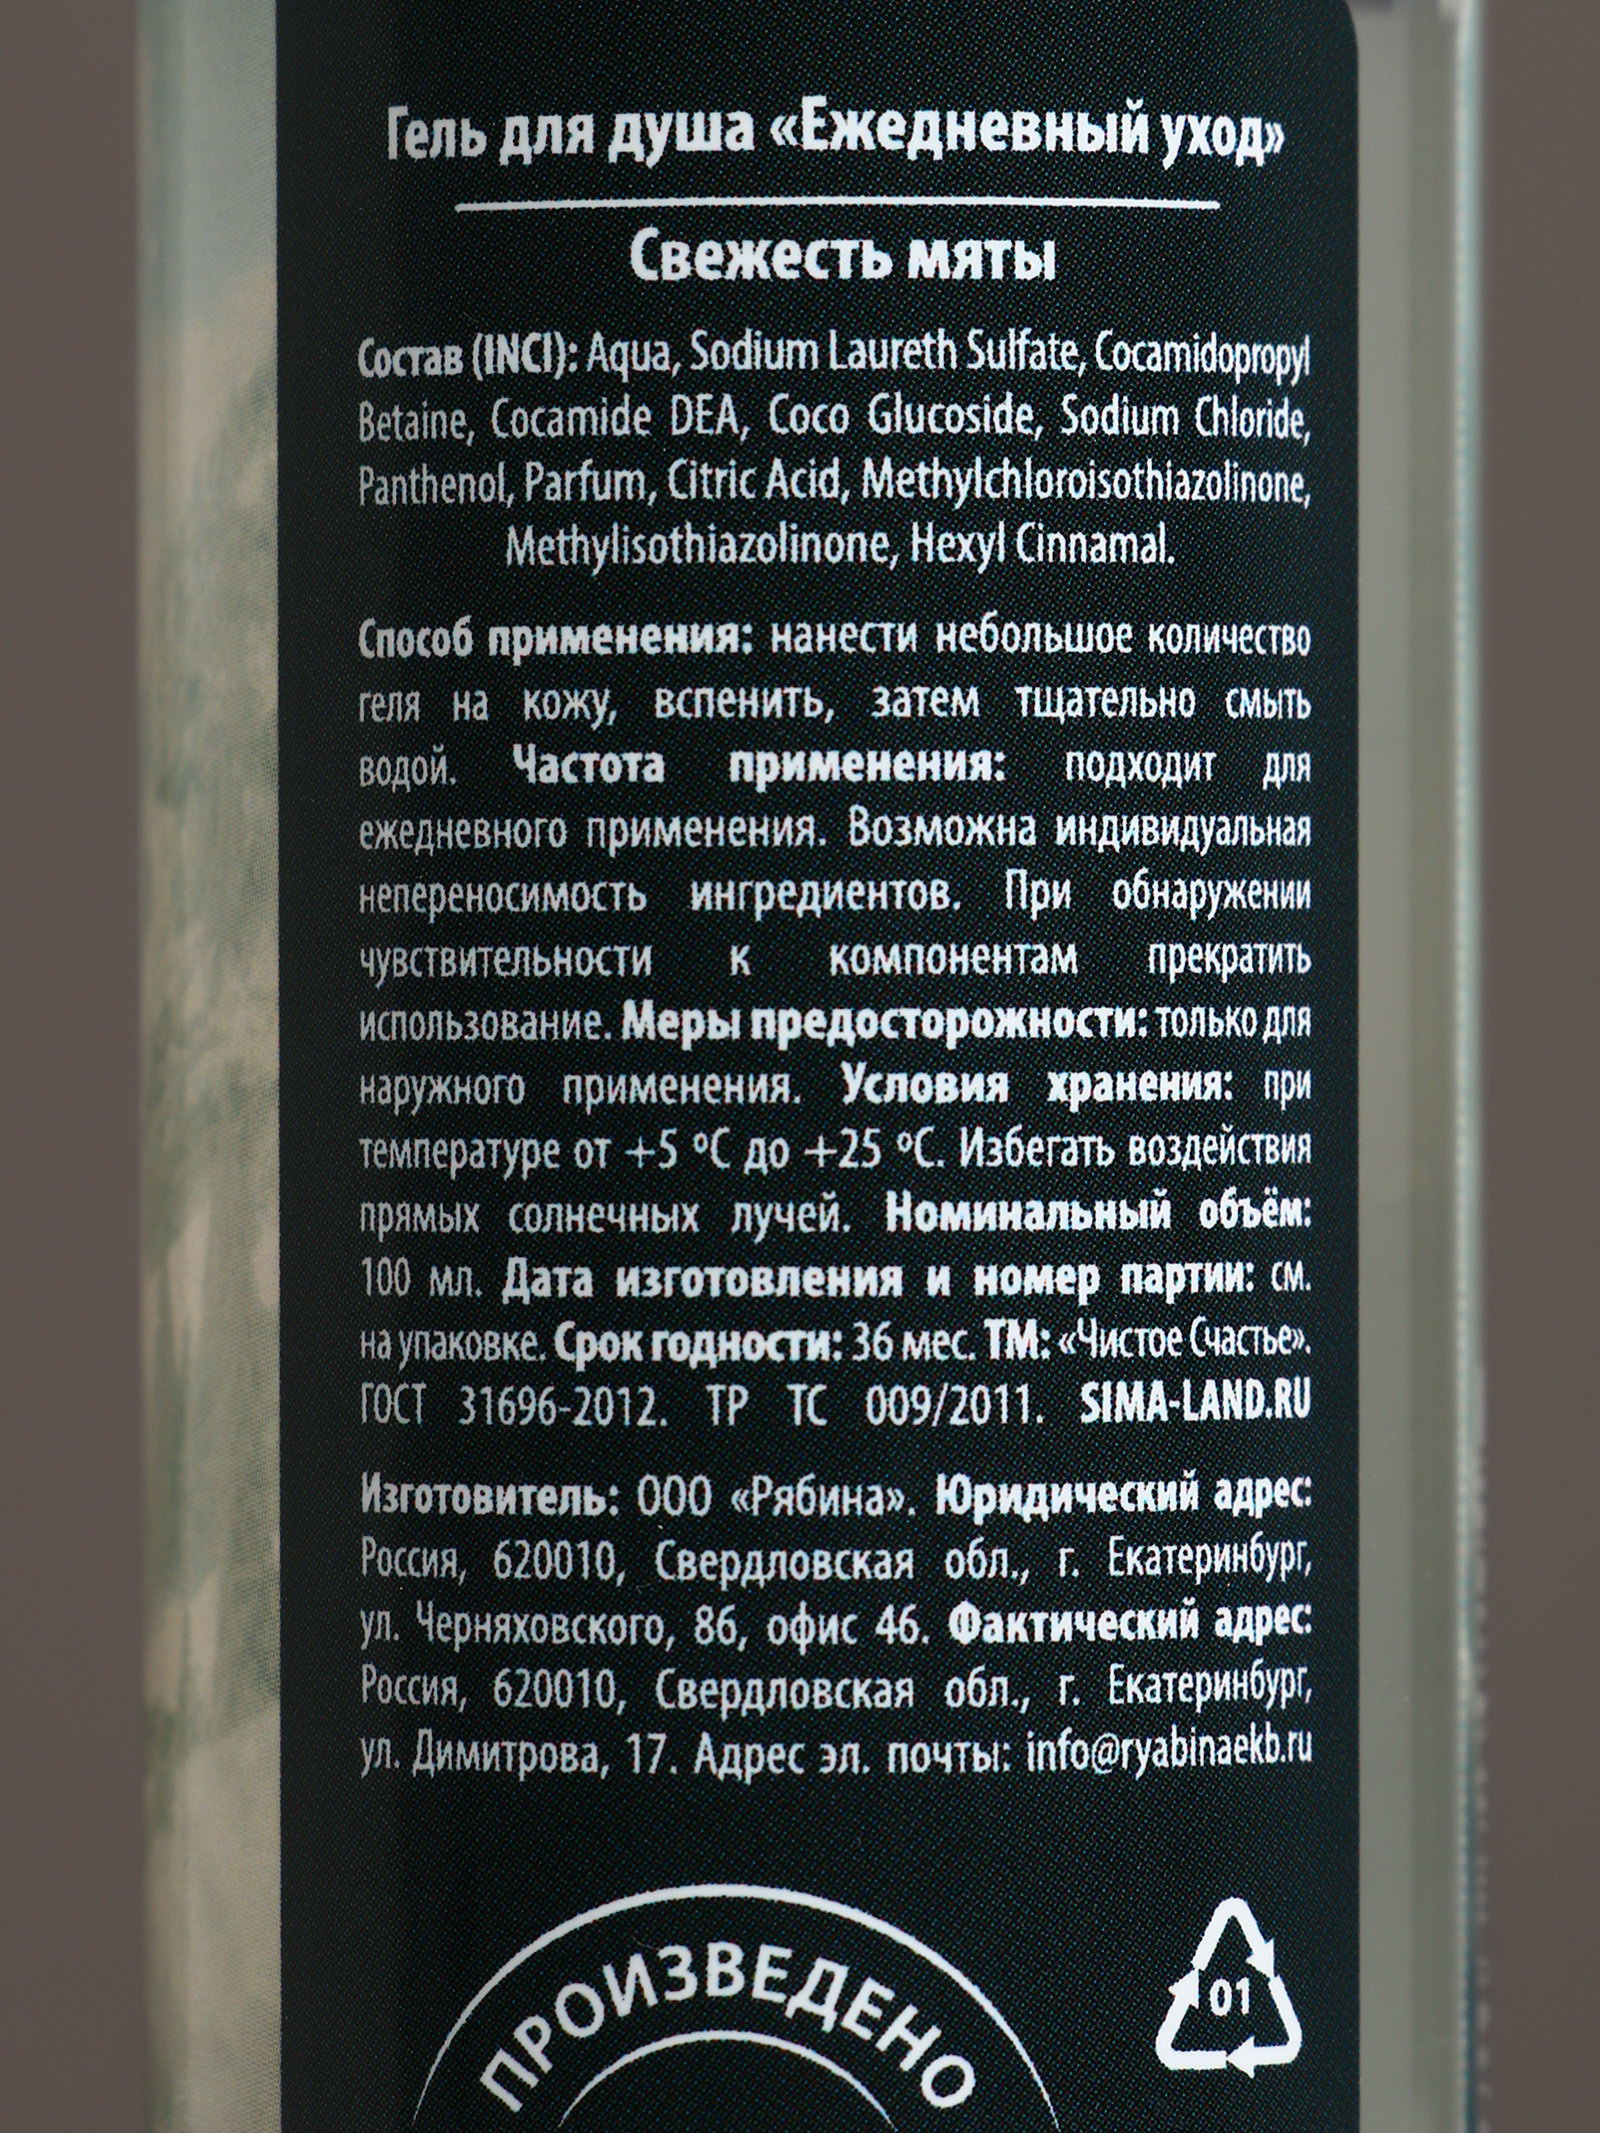 Гель для душа «Ежедневный уход»
Свежесть мяты
Состав (INCI): Aqua, Sodium Laureth Sulfate, Cocamidopropyl
Betaine, Cocamide DEA, Coco Glucoside, Sodium Chloride,
Panthenol, Parfum, Citric Acid, Methylchloroisothiazolinone,
Methylisothiazolinone, Hexyl Cinnamal.
Способ применения: нанести небольшое количество
геля на кожу, вспенить, затем тщательно смыть
водой. Частота применения: подходит для
ежедневного применения. Возможна индивидуальная
непереносимость ингредиентов. При обнаружении
чувствительности к компонентам прекратить
использование. Меры предосторожности: только для
наружного применения. Условия хранения: при
температуре от +5 ºС до +25 ºС. Избегать воздействия
прямых солнечных лучей. Номинальный объём:
100 мл. Дата изготовления и номер партии: см.
на упаковке. Срок годности: 36 мес. ТМ: «Чистое Счастье».
ГОСТ 31696-2012. ТР ТС 009/2011. SIMA-LAND.RU
Изготовитель: ООО «Рябина». Юридический адрес:
Россия, 620010, Свердловская обл., г. Екатеринбург,
ул. Черняховского, 86, офис 46. Фактический адрес:
Россия, 620010, Свердловская обл., г. Екатеринбург,
ул. Димитрова, 17. Адрес эл. почты: info@ryabinaekb.ru
ПРОИЗВЕДЕНО
01